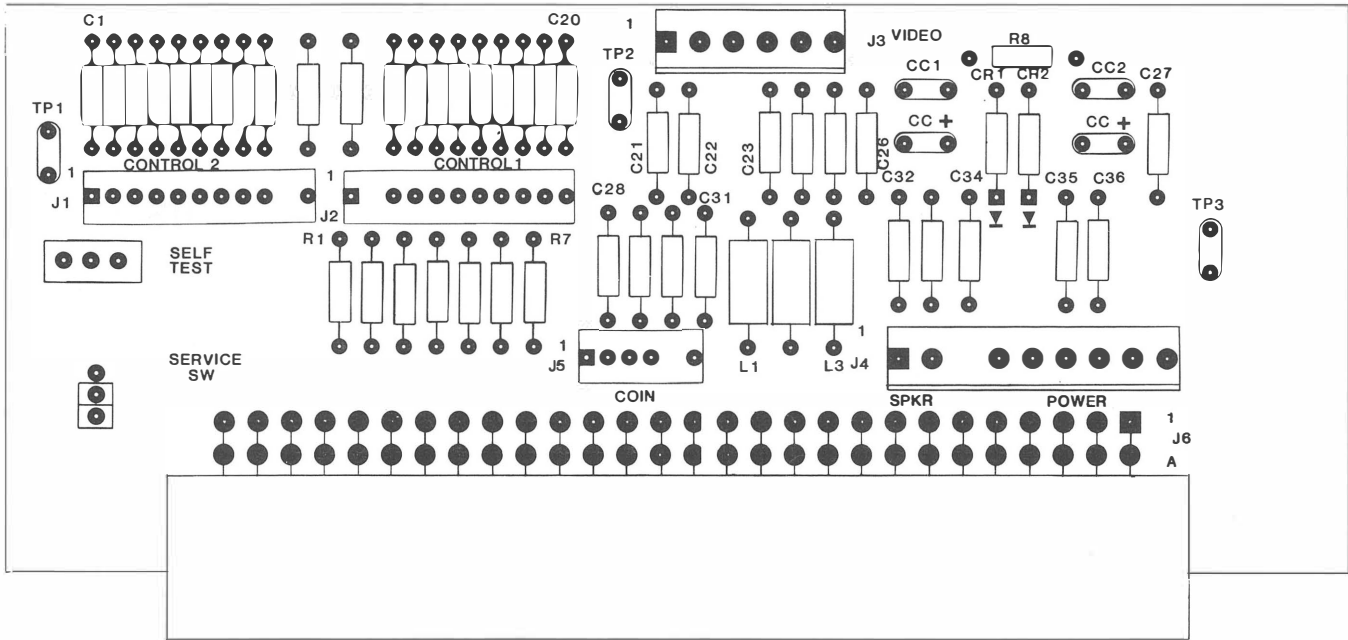 C1
C20
1
J3 VIDEO
R8
TP2
CC1
CR1
CR2
CC2
C27
TP1
CC +
CC +
C21
C22
C23
C26
CONTROL 2
CONTROL 1
1
J1
1
J2
C28
C31
C32
C34
C35
C36
TP3
SELF
TEST
R1
R7
1
J5
COIN
L1
L3
1
J4
SERVICE
SW
SPKR
POWER
1
J6
A